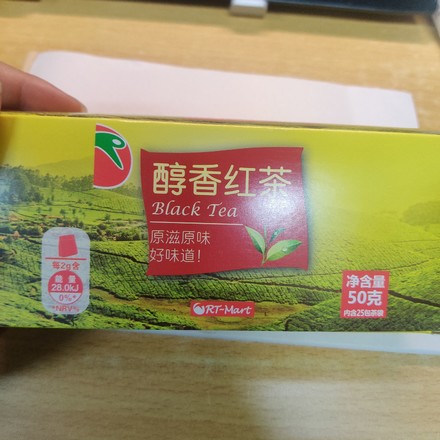 醇香红茶
Black Tea
原滋原味
好味道!
每2g含
能量
28.0kJ
0%*
*NRV%
净含量
50克
内含25包茶袋
RT-Mart